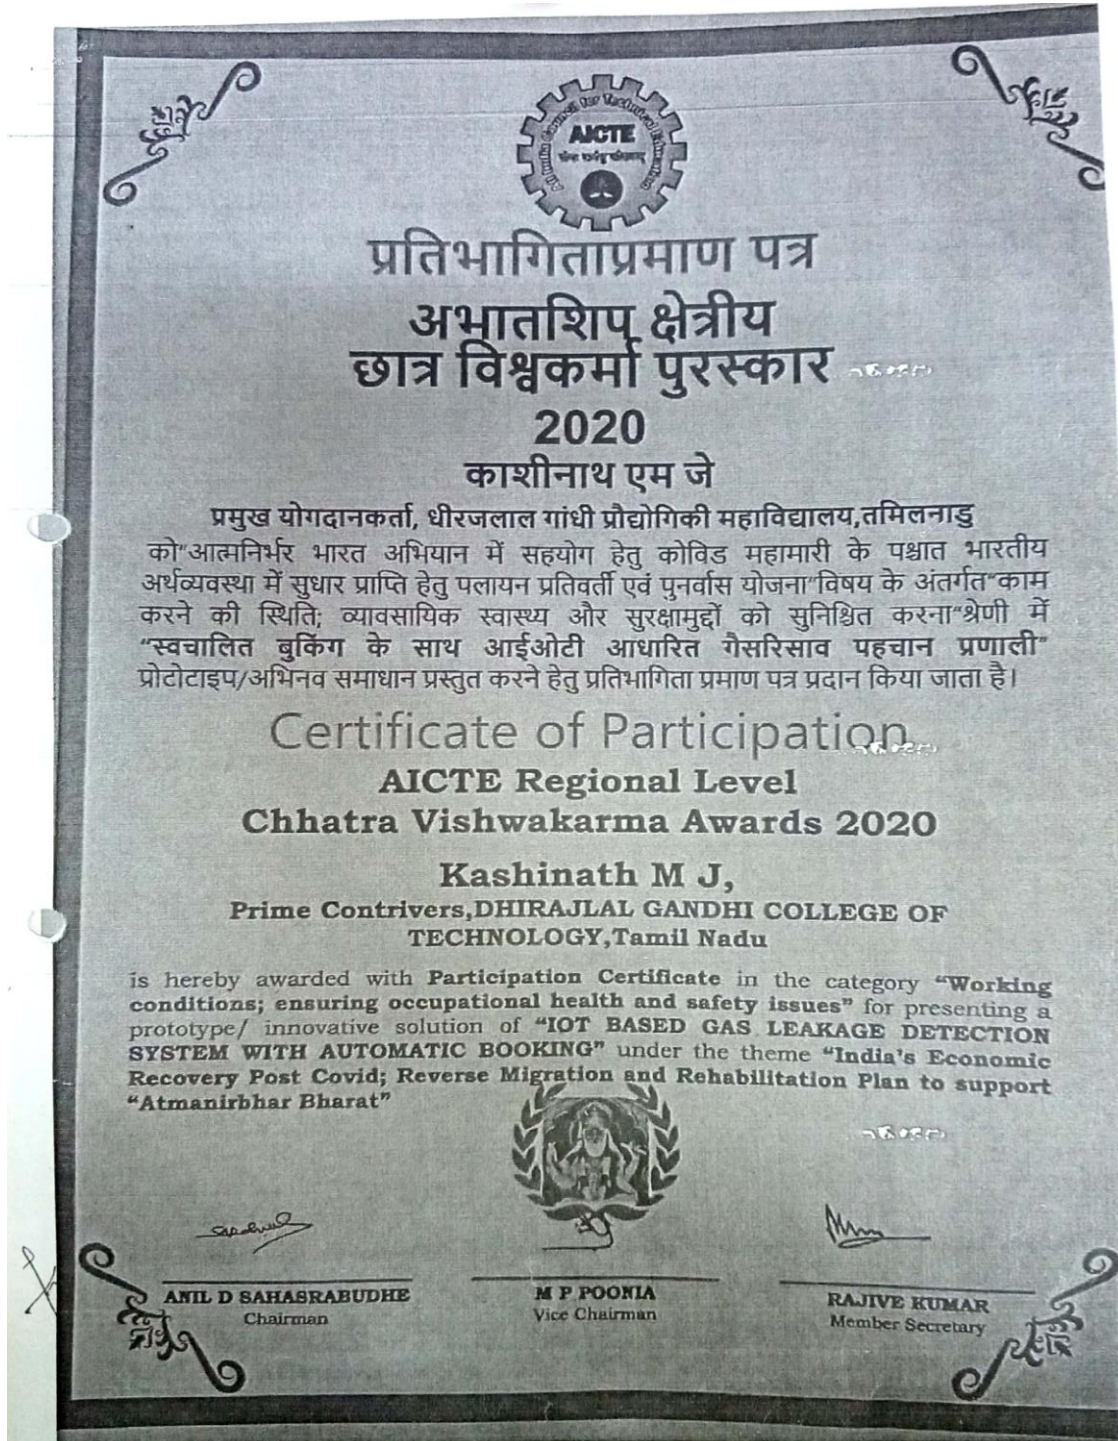 All India Council for Technical Education
AICTE
प्रतिभागिताप्रमाण पत्र
अभातशिप क्षेत्रीय
छात्र विश्वकर्मा पुरस्कार
2020
काशीनाथ एम जे
प्रमुख योगदानकर्ता, धीरजलाल गांधी प्रौद्योगिकी महाविद्यालय,तमिलनाडु
को"आत्मनिर्भर भारत अभियान में सहयोग हेतु कोविड महामारी के पश्चात भारतीय
अर्थव्यवस्था में सुधार प्राप्ति हेतु पलायन प्रतिवर्ती एवं पुनर्वास योजना"विषय के अंतर्गत"काम
करने की स्थिति; व्यावसायिक स्वास्थ्य और सुरक्षामुद्दों को सुनिश्चित करना"श्रेणी में
"स्वचालित बुकिंग के साथ आईओटी आधारित गैसरिसाव पहचान प्रणाली"
प्रोटोटाइप/अभिनव समाधान प्रस्तुत करने हेतु प्रतिभागिता प्रमाण पत्र प्रदान किया जाता है।
Certificate of Participation
AICTE Regional Level
Chhatra Vishwakarma Awards 2020
Kashinath M J,
Prime Contrivers,DHIRAJLAL GANDHI COLLEGE OF
TECHNOLOGY,Tamil Nadu
is hereby awarded with Participation Certificate in the category "Working
conditions; ensuring occupational health and safety issues" for presenting a
prototype/ innovative solution of "IOT BASED GAS LEAKAGE DETECTION
SYSTEM WITH AUTOMATIC BOOKING" under the theme "India's Economic
Recovery Post Covid; Reverse Migration and Rehabilitation Plan to support
"Atmanirbhar Bharat"
ANIL D SAHASRABUDHE
Chairman
M P POONIA
Vice Chairman
RAJIVE KUMAR
Member Secretary